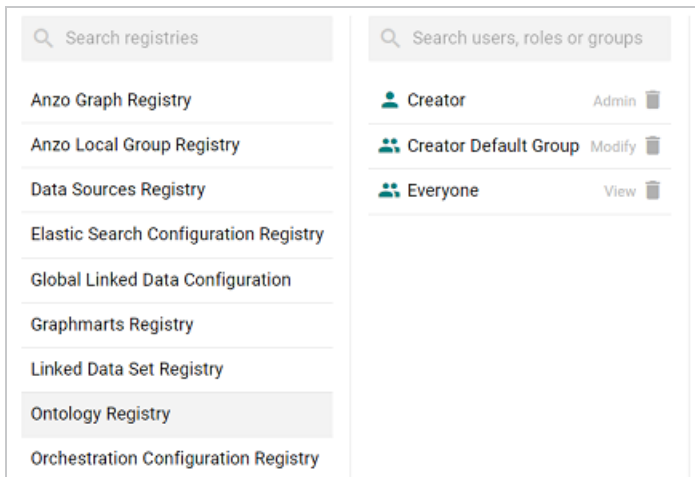 Search registries
Anzo Graph Registry
Anzo Local Group Registry
Data Sources Registry
Elastic Search Configuration Registry
Global Linked Data Configuration
Graphmarts Registry
Linked Data Set Registry
Ontology Registry
Orchestration Configuration Registry
Search users, roles or groups
Creator Admin
Creator Default Group Modify
Everyone View